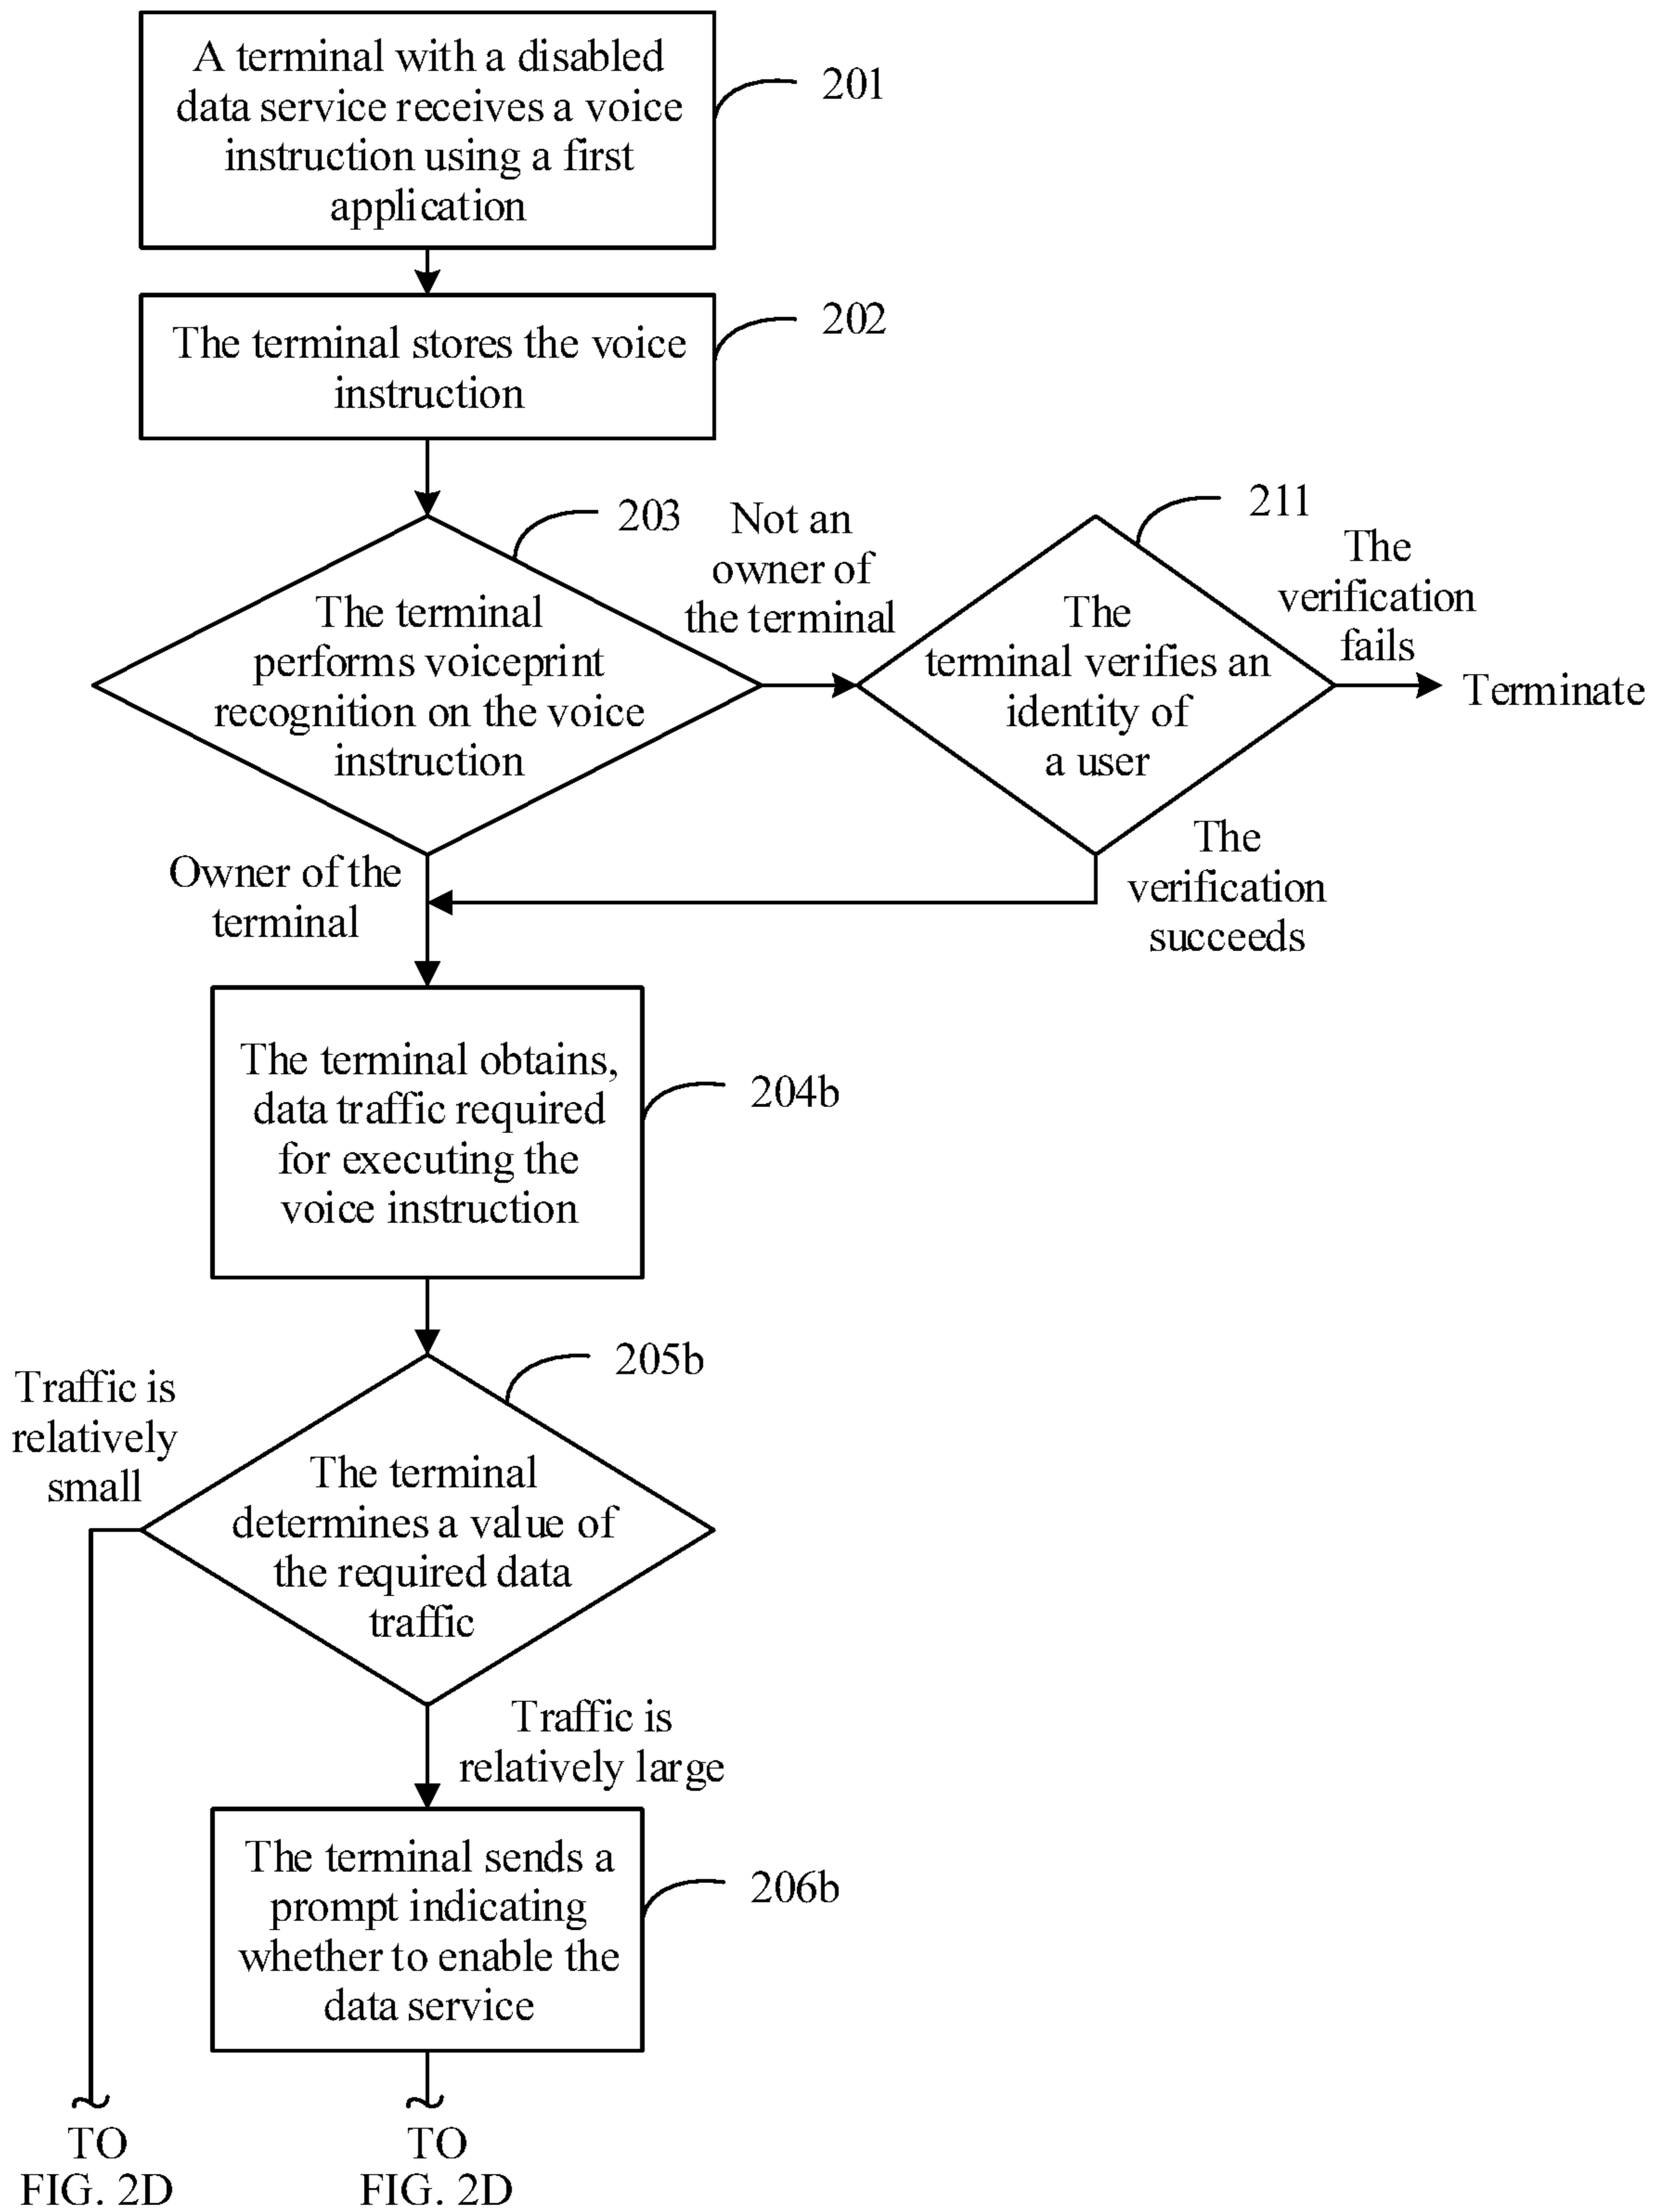 A terminal with a disabled
data service receives a voice
instruction using a first
application
201
The terminal stores the voice
instruction
202
203
The terminal
performs voiceprint
recognition on the voice
instruction
Not an
owner of
the terminal
211
The
terminal verifies an
identity of
a user
The
verification
fails
Terminate
Owner of the
terminal
The
verification
succeeds
The terminal obtains,
data traffic required
for executing the
voice instruction
204b
205b
Traffic is
relatively
small
The terminal
determines a value of
the required data
traffic
Traffic is
relatively large
The terminal sends a
prompt indicating
whether to enable the
data service
206b
TO
FIG. 2D
TO
FIG. 2D